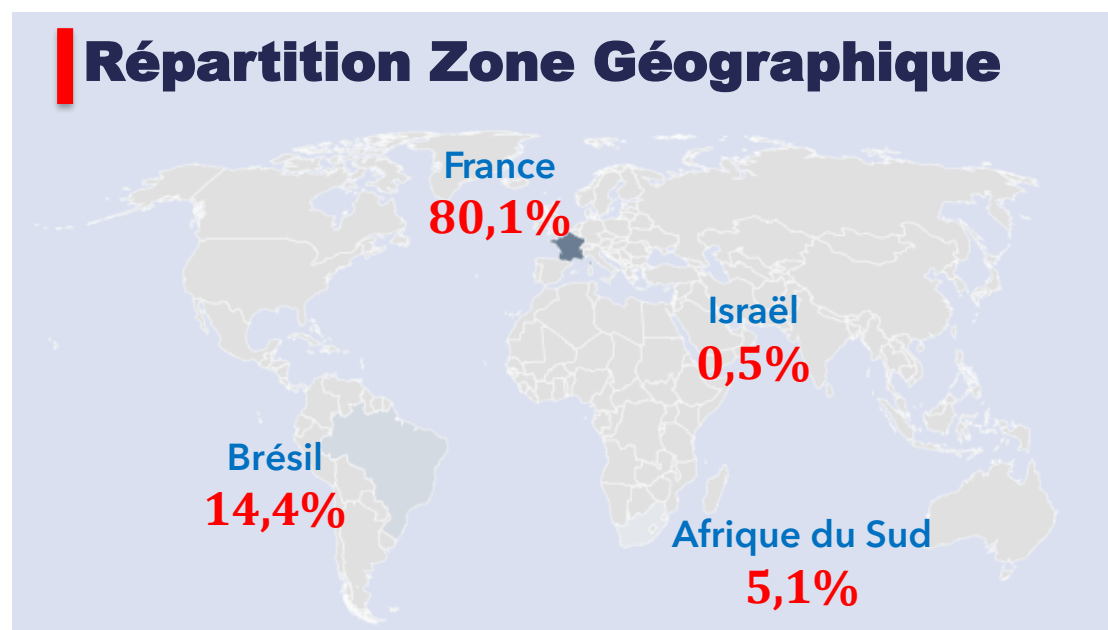 Répartition Zone Géographique
France
80,1%
Israël
0,5%
Brésil
14,4%
Afrique du Sud
5,1%